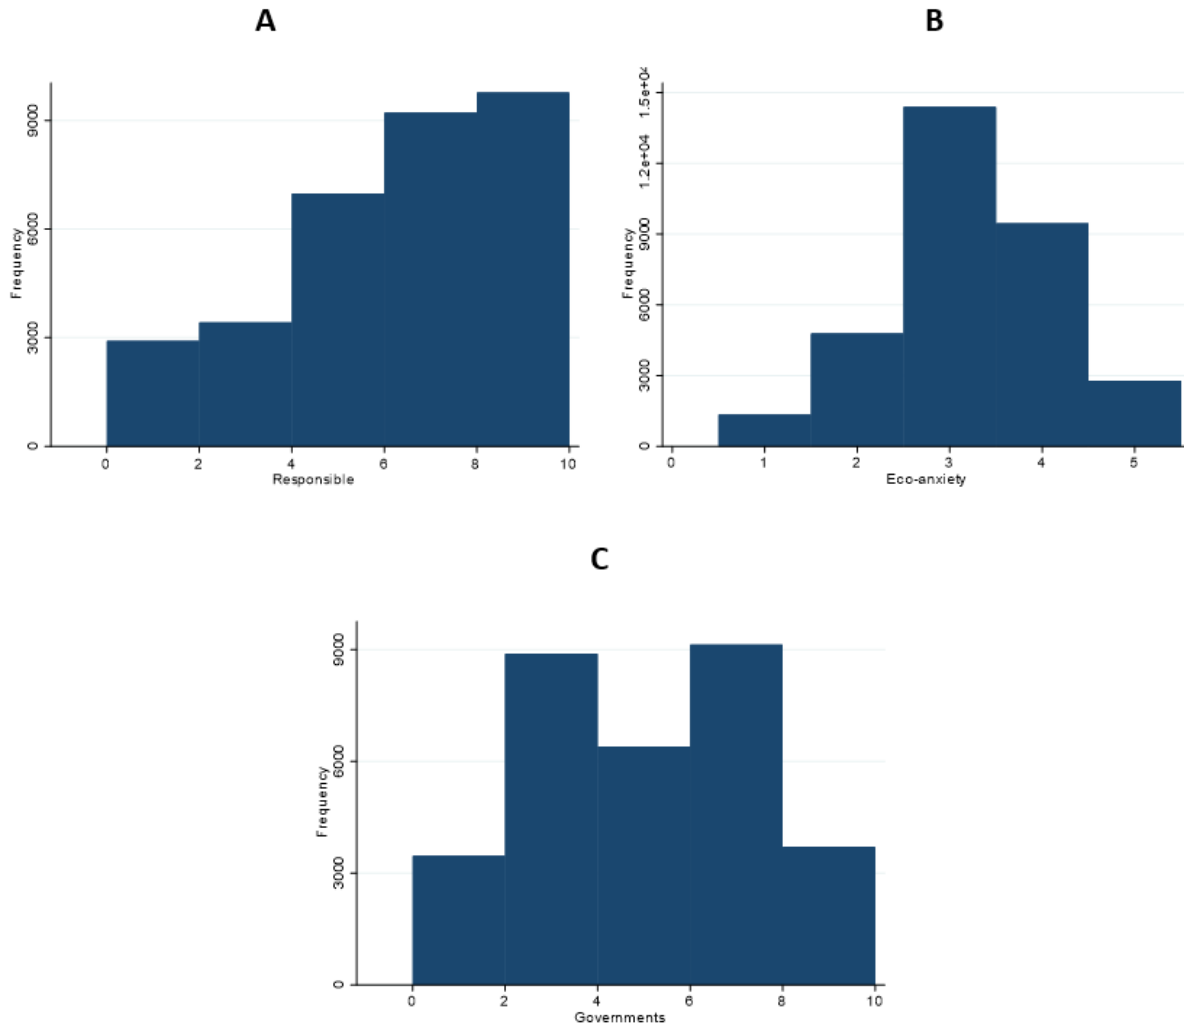 A
B
Frequency
0 3000 6000 9000
0 2 4 6 8 10
Responsible
Frequency
0 3000 6000 9000 1.2e+04 1.5e+04
0 1 2 3 4 5
Eco-anxiety
C
Frequency
0 3000 6000 9000
0 2 4 6 8 10
Governments